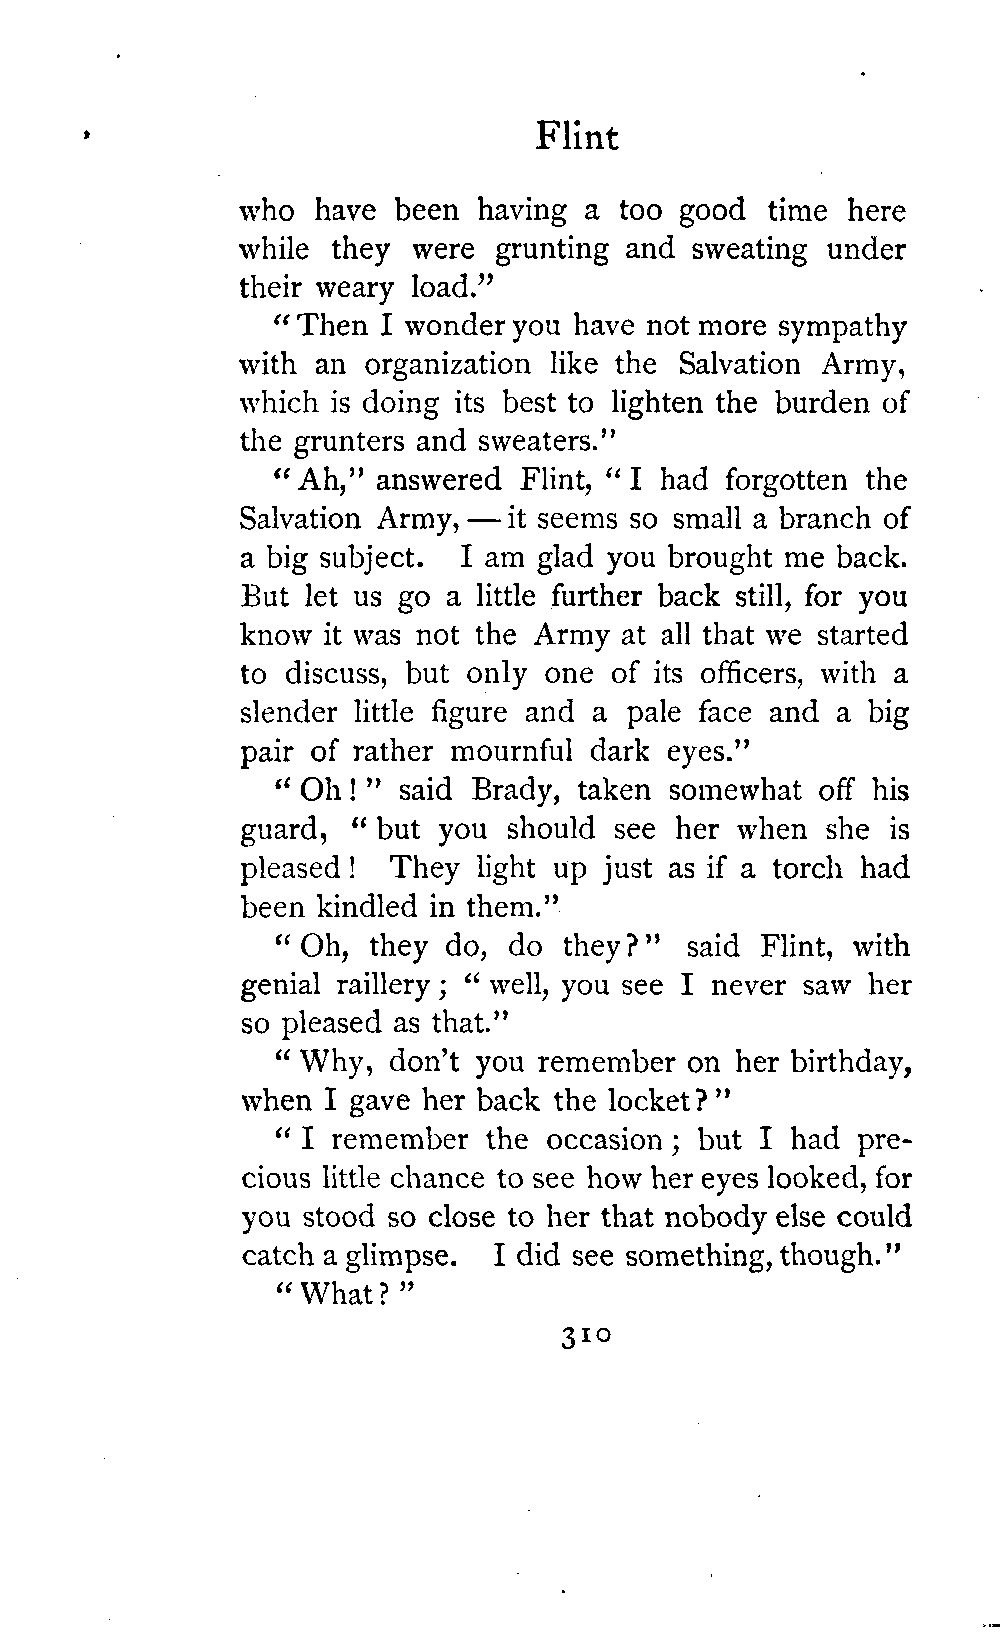 Flint
who have been having a too good time here
while they were grunting and sweating under
their weary load."
"Then I wonder you have not more sympathy
with an organization like the Salvation Army,
which is doing its best to lighten the burden of
the grunters and sweaters."
"Ah," answered Flint, "I had forgotten the
Salvation Army, — it seems so small a branch of
a big subject. I am glad you brought me back.
But let us go a little further back still, for you
know it was not the Army at all that we started
to discuss, but only one of its officers, with a
slender little figure and a pale face and a big
pair of rather mournful dark eyes."
"Oh!" said Brady, taken somewhat off his
guard, "but you should see her when she is
pleased! They light up just as if a torch had
been kindled in them."
"Oh, they do, do they?" said Flint, with
genial raillery; "well, you see I never saw her
so pleased as that."
"Why, don't you remember on her birthday,
when I gave her back the locket?"
"I remember the occasion; but I had pre-
cious little chance to see how her eyes looked, for
you stood so close to her that nobody else could
catch a glimpse. I did see something, though."
"What?"
310